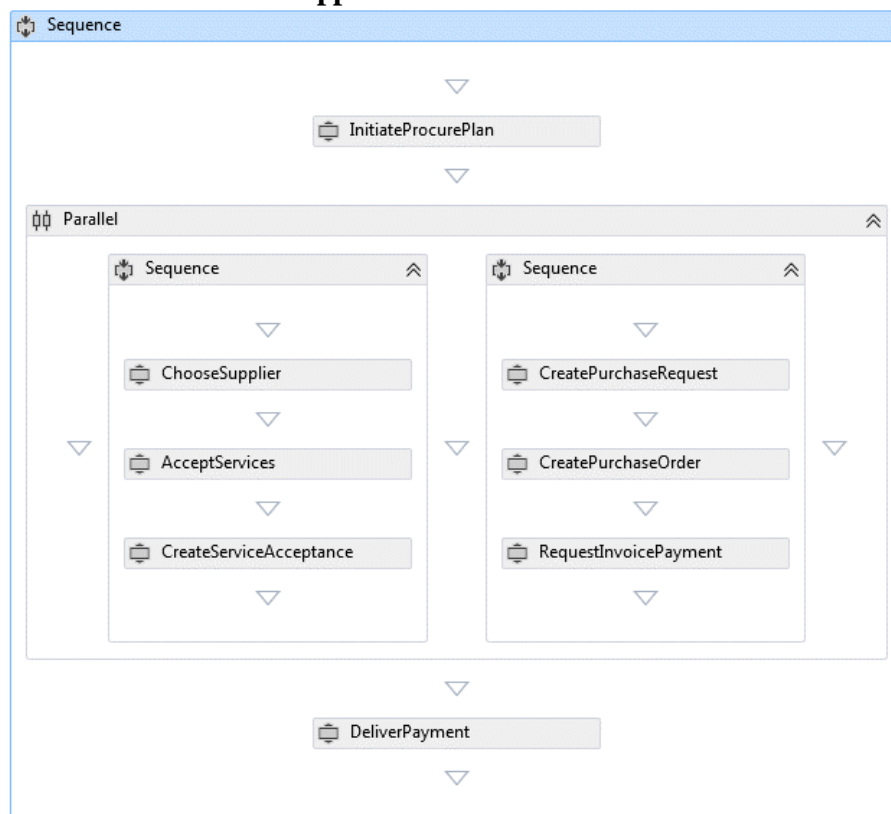 Sequence
InitiateProcurePlan
Parallel
Sequence
ChooseSupplier
AcceptServices
CreateServiceAcceptance
Sequence
CreatePurchaseRequest
CreatePurchaseOrder
RequestInvoicePayment
DeliverPayment